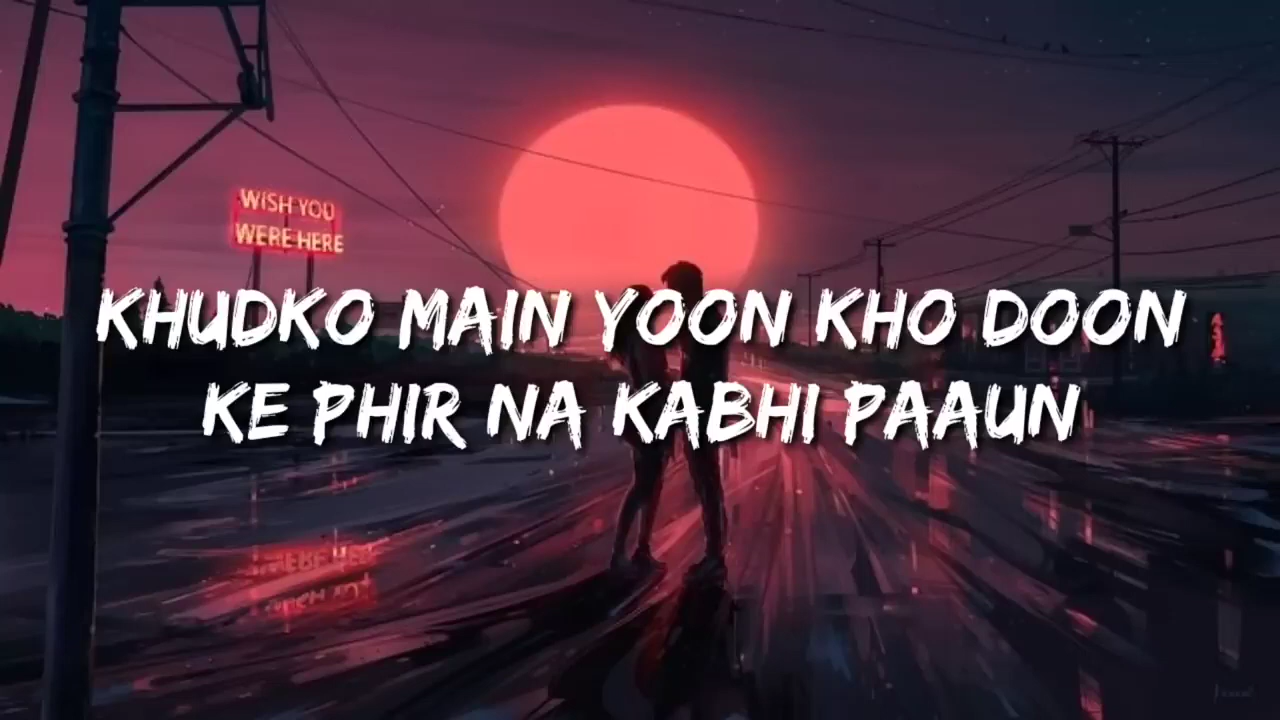 WISH YOU
WERE HERE
KHUDKO MAIN YOON KHO DOON
KE PHIR NA KABHI PAAUN